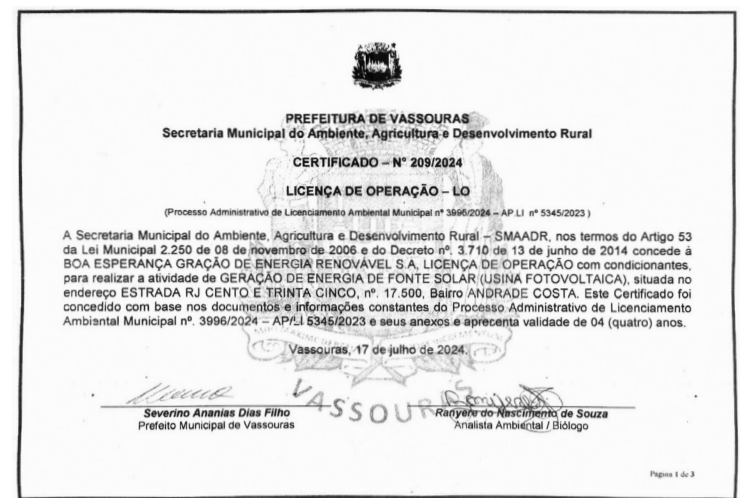 PREFEITURA DE VASSOURAS
Secretaria Municipal do Ambiente, Agricultura e Desenvolvimento Rural
CERTIFICADO – Nº 209/2024
LICENÇA DE OPERAÇÃO – LO
(Processo Administrativo de Licenciamento Ambiental Municipal nº 3996/2024 – AP.LI nº 5345/2023 )
A Secretaria Municipal do Ambiente, Agricultura e Desenvolvimento Rural – SMAADR, nos termos do Artigo 53
da Lei Municipal 2.250 de 08 de novembro de 2006 e do Decreto nº. 3.710 de 13 de junho de 2014 concede á
BOA ESPERANÇA GRAÇÃO DE ENERGIA RENOVÁVEL S.A, LICENÇA DE OPERAÇÃO com condicionantes,
para realizar a atividade de GERAÇÃO DE ENERGIA DE FONTE SOLAR (USINA FOTOVOLTAICA), situada no
endereço ESTRADA RJ CENTO E TRINTA CINCO, nº. 17.500, Bairro ANDRADE COSTA. Este Certificado foi
concedido com base nos documentos e informações constantes do Processo Administrativo de Licenciamento
Ambiental Municipal nº. 3996/2024 – AP/LI 5345/2023 e seus anexos e aprecenta validade de 04 (quatro) anos.
Vassouras, 17 de julho de 2024.
VASSOURAS
Severino Ananias Dias Filho
Prefeito Municipal de Vassouras
Ranyere do Nascimento de Souza
Analista Ambiental / Biólogo
Página 1 de 3